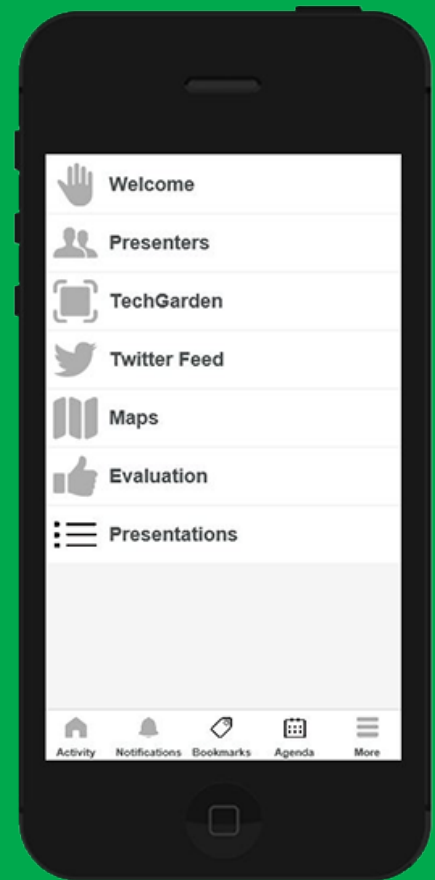 Welcome
Presenters
TechGarden
Twitter Feed
Maps
Evaluation
Presentations
Activity Notifications Bookmarks Agenda More